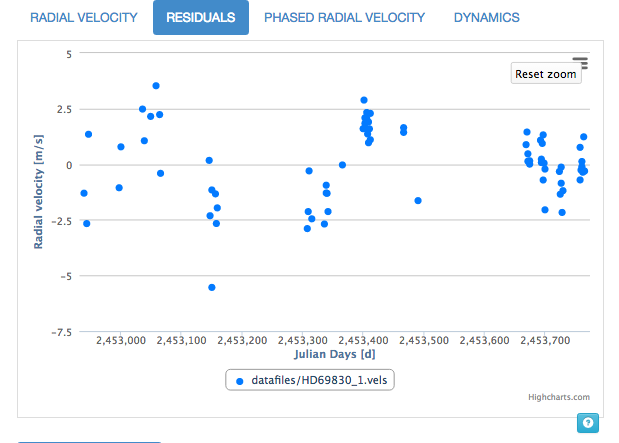 RADIAL VELOCITY RESIDUALS PHASED RADIAL VELOCITY DYNAMICS
Reset zoom
5
2.5
0
−2.5
−5
−7.5
Radial velocity [m/s]
2,453,000 2,453,100 2,453,200 2,453,300 2,453,400 2,453,500 2,453,600 2,453,700
Julian Days [d]
datafiles/HD69830_1.vels
Highcharts.com
?